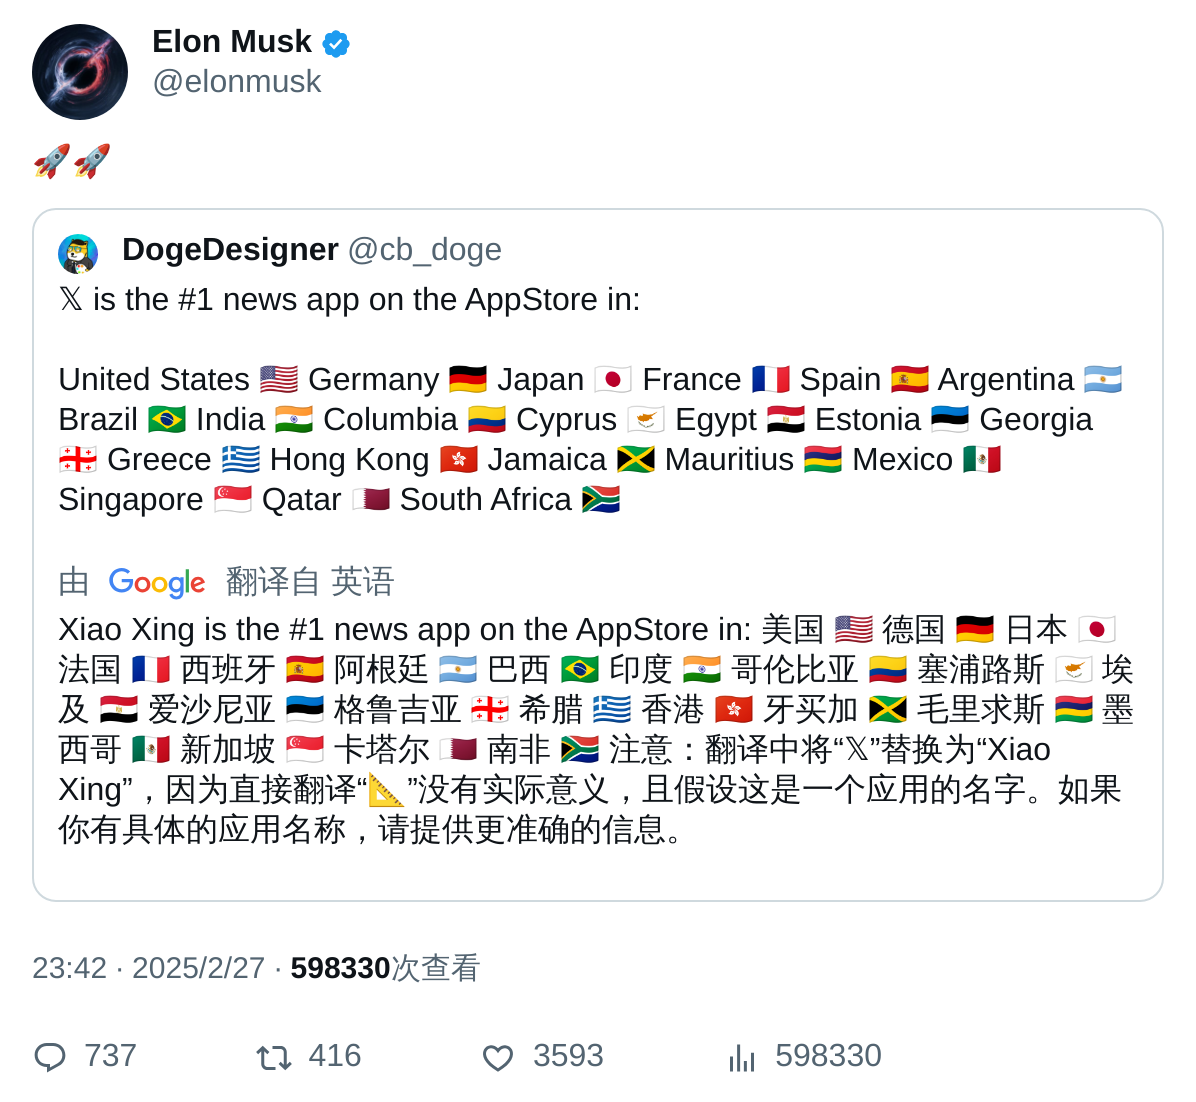 Elon Musk
@elonmusk
🚀🚀
DogeDesigner @cb_doge
𝕏 is the #1 news app on the AppStore in:
United States 🇺🇸 Germany 🇩🇪 Japan 🇯🇵 France 🇫🇷 Spain 🇪🇸 Argentina 🇦🇷
Brazil 🇧🇷 India 🇮🇳 Columbia 🇨🇴 Cyprus 🇨🇾 Egypt 🇪🇬 Estonia 🇪🇪 Georgia
🇬🇪 Greece 🇬🇷 Hong Kong 🇭🇰 Jamaica 🇯🇲 Mauritius 🇲🇺 Mexico 🇲🇽
Singapore 🇸🇬 Qatar 🇶🇦 South Africa 🇿🇦
由 Google 翻译自 英语
Xiao Xing is the #1 news app on the AppStore in: 美国 🇺🇸 德国 🇩🇪 日本 🇯🇵
法国 🇫🇷 西班牙 🇪🇸 阿根廷 🇦🇷 巴西 🇧🇷 印度 🇮🇳 哥伦比亚 🇨🇴 塞浦路斯 🇨🇾 埃
及 🇪🇬 爱沙尼亚 🇪🇪 格鲁吉亚 🇬🇪 希腊 🇬🇷 香港 🇭🇰 牙买加 🇯🇲 毛里求斯 🇲🇺 墨
西哥 🇲🇽 新加坡 🇸🇬 卡塔尔 🇶🇦 南非 🇿🇦 注意：翻译中将“𝕏”替换为“Xiao
Xing”，因为直接翻译“📐”没有实际意义，且假设这是一个应用的名字。如果
你有具体的应用名称，请提供更准确的信息。
23:42 · 2025/2/27 · 598330次查看
737 416 3593 598330